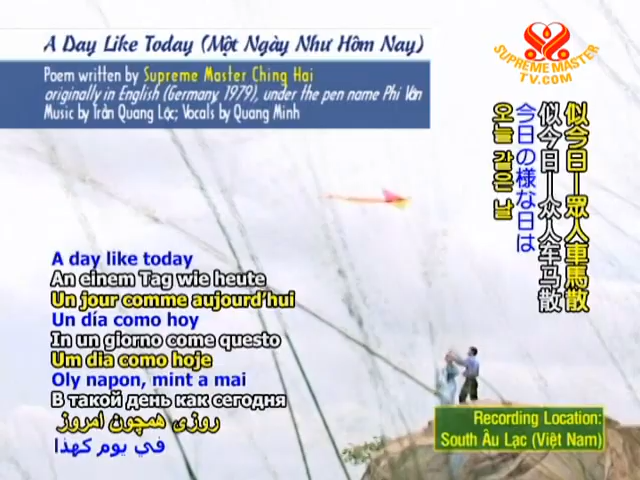 A Day Like Today (Một Ngày Như Hôm Nay)
Poem written by Supreme Master Ching Hai
originally in English (Germany, 1979), under the pen name Phi Vân
Music by Trần Quang Lộc; Vocals by Quang Minh
SUPREME MASTER
TV.COM
似今日—眾人車馬散
似今日—众人车马散
今日の様な日は
오늘 같은 날
A day like today
An einem Tag wie heute
Un jour comme aujourd'hui
Un día como hoy
In un giorno come questo
Um dia como hoje
Oly napon, mint a mai
В такой день как сегодня
روزی همچون امروز
في يوم كهذا
Recording Location:
South Âu Lạc (Việt Nam)